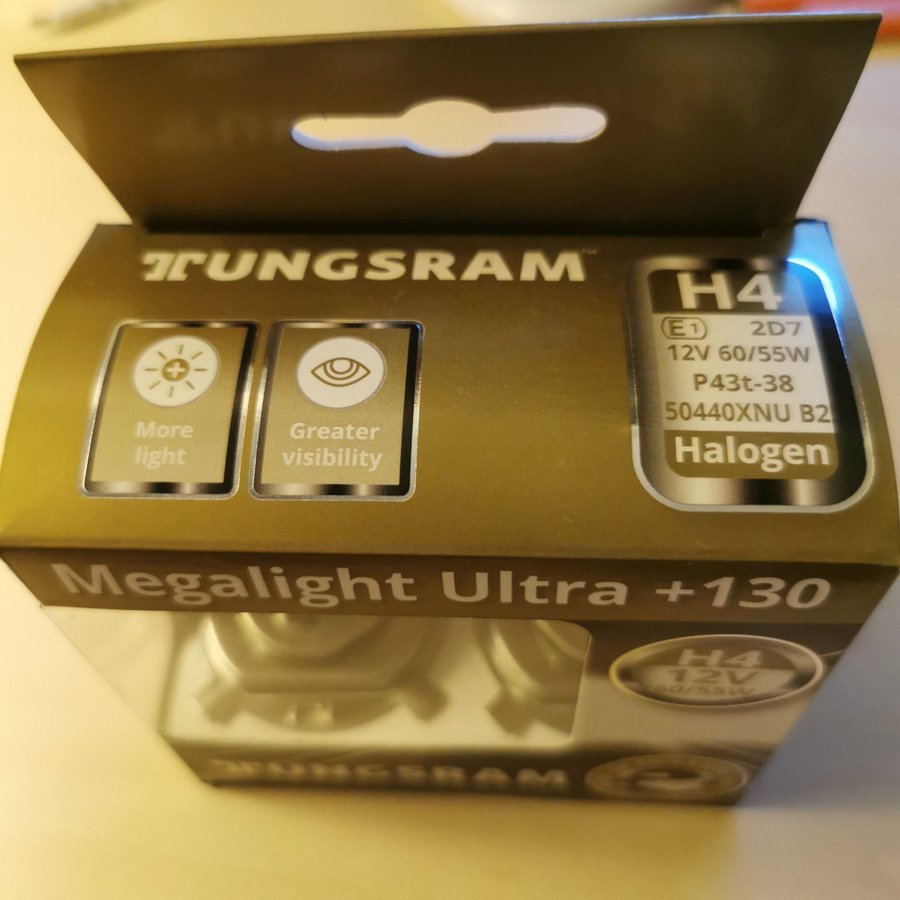 TUNGSRAM™
H4
E1 2D7
12V 60/55W
P43t-38
50440XNU B2
Halogen
More
light
Greater
visibility
Megalight Ultra +130
H4
12V
60/55W
TUNGSRAM